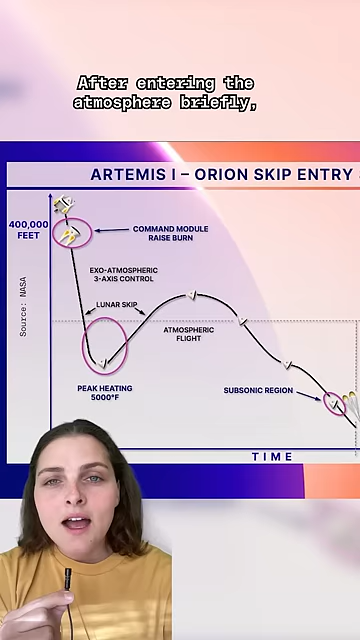 After entering the
atmosphere briefly,
ARTEMIS I – ORION SKIP ENTRY
400,000
FEET
COMMAND MODULE
RAISE BURN
EXO-ATMOSPHERIC
3-AXIS CONTROL
LUNAR SKIP
Source: NASA
ATMOSPHERIC
FLIGHT
PEAK HEATING
5000°F
SUBSONIC REGION
TIME